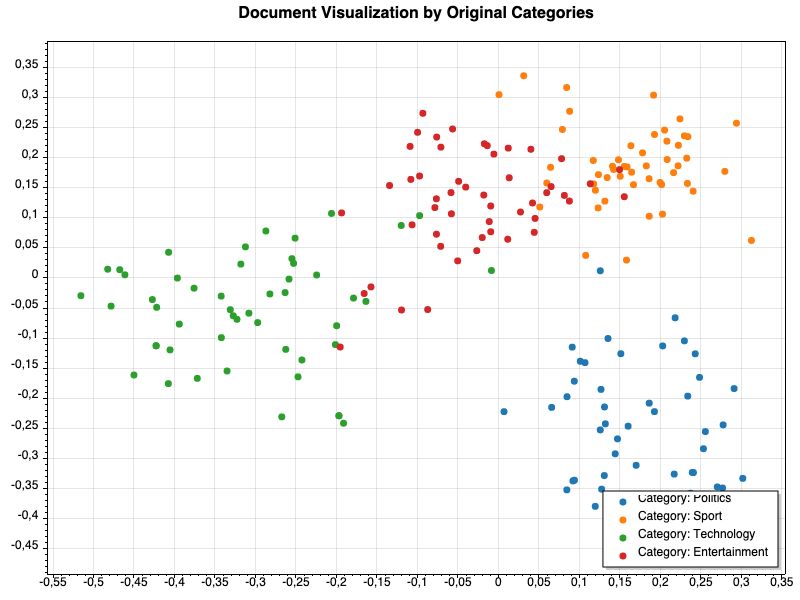 Document Visualization by Original Categories
0,35
0,3
0,25
0,2
0,15
0,1
0,05
0
-0,05
-0,1
-0,15
-0,2
-0,25
-0,3
-0,35
-0,4
-0,45
Category: Politics
Category: Sport
Category: Technology
Category: Entertainment
-0,55 -0,5 -0,45 -0,4 -0,35 -0,3 -0,25 -0,2 -0,15 -0,1 -0,05 0 0,05 0,1 0,15 0,2 0,25 0,3 0,35